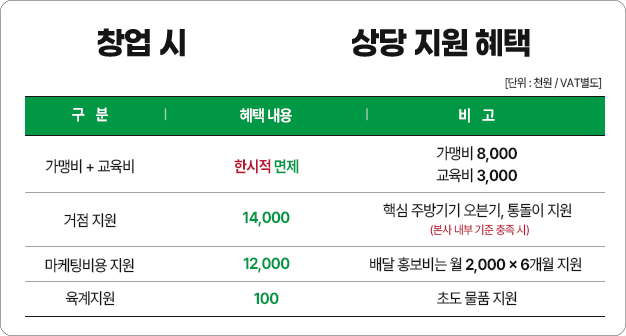 창업 시 상당 지원 혜택
[단위 : 천원 / VAT별도]
구 분 | 혜택 내용 | 비 고
가맹비 + 교육비 한시적 면제 가맹비 8,000
교육비 3,000
거점 지원 14,000 핵심 주방기기 오븐기, 통돌이 지원
(본사 내부 기준 충족 시)
마케팅비용 지원 12,000 배달 홍보비는 월 2,000 × 6개월 지원
육계지원 100 초도 물품 지원